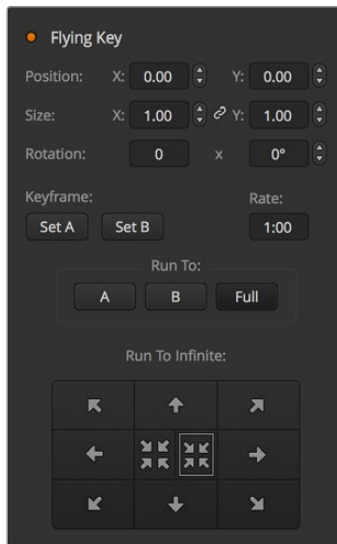 Flying Key
Position: X: 0.00 Y: 0.00
Size: X: 1.00 Y: 1.00
Rotation: 0 x 0°
Keyframe: Rate:
Set A Set B 1:00
Run To:
A B Full
Run To Infinite: